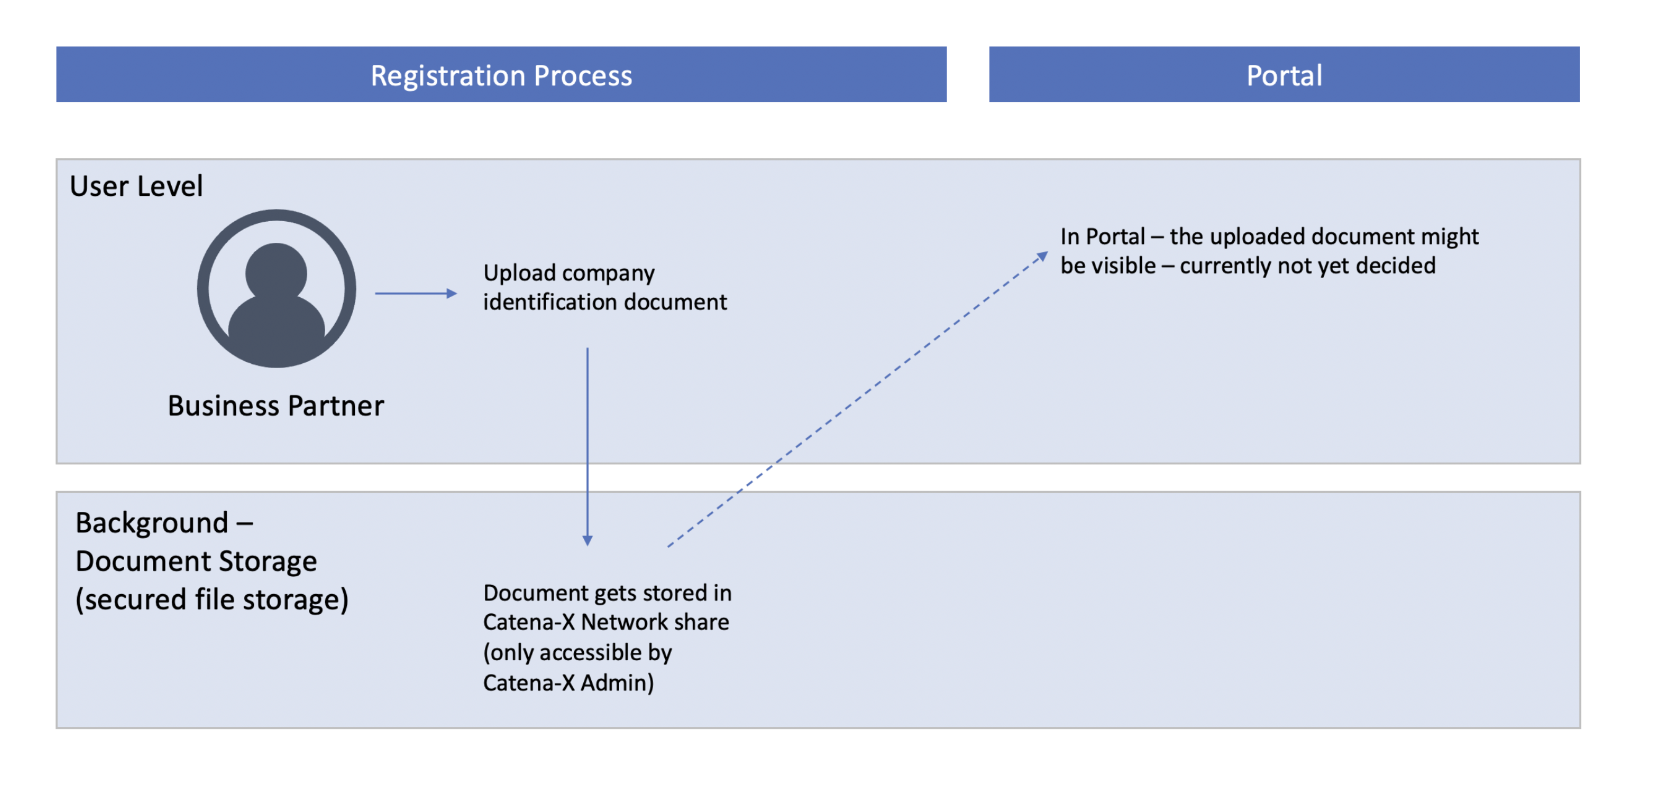 Registration Process
Portal
User Level
Business Partner
Upload company
identification document
In Portal – the uploaded document might
be visible – currently not yet decided
Background –
Document Storage
(secured file storage)
Document gets stored in
Catena-X Network share
(only accessible by
Catena-X Admin)